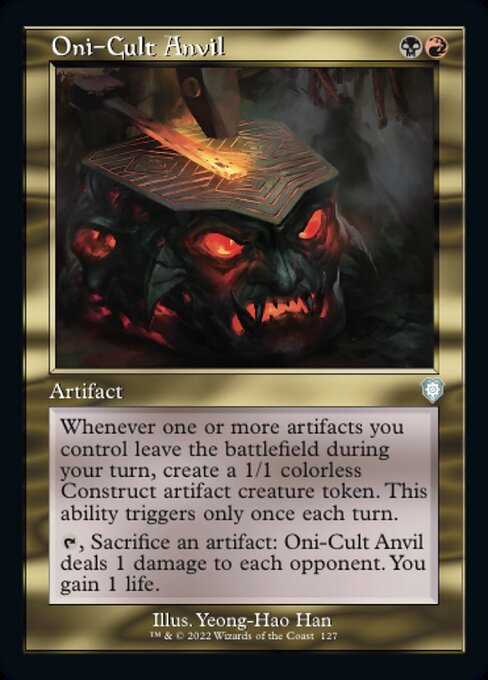 Oni-Cult Anvil
Artifact
Whenever one or more artifacts you
control leave the battlefield during
your turn, create a 1/1 colorless
Construct artifact creature token. This
ability triggers only once each turn.
, Sacrifice an artifact: Oni-Cult Anvil
deals 1 damage to each opponent. You
gain 1 life.
Illus. Yeong-Hao Han
™ & © 2022 Wizards of the Coast 127